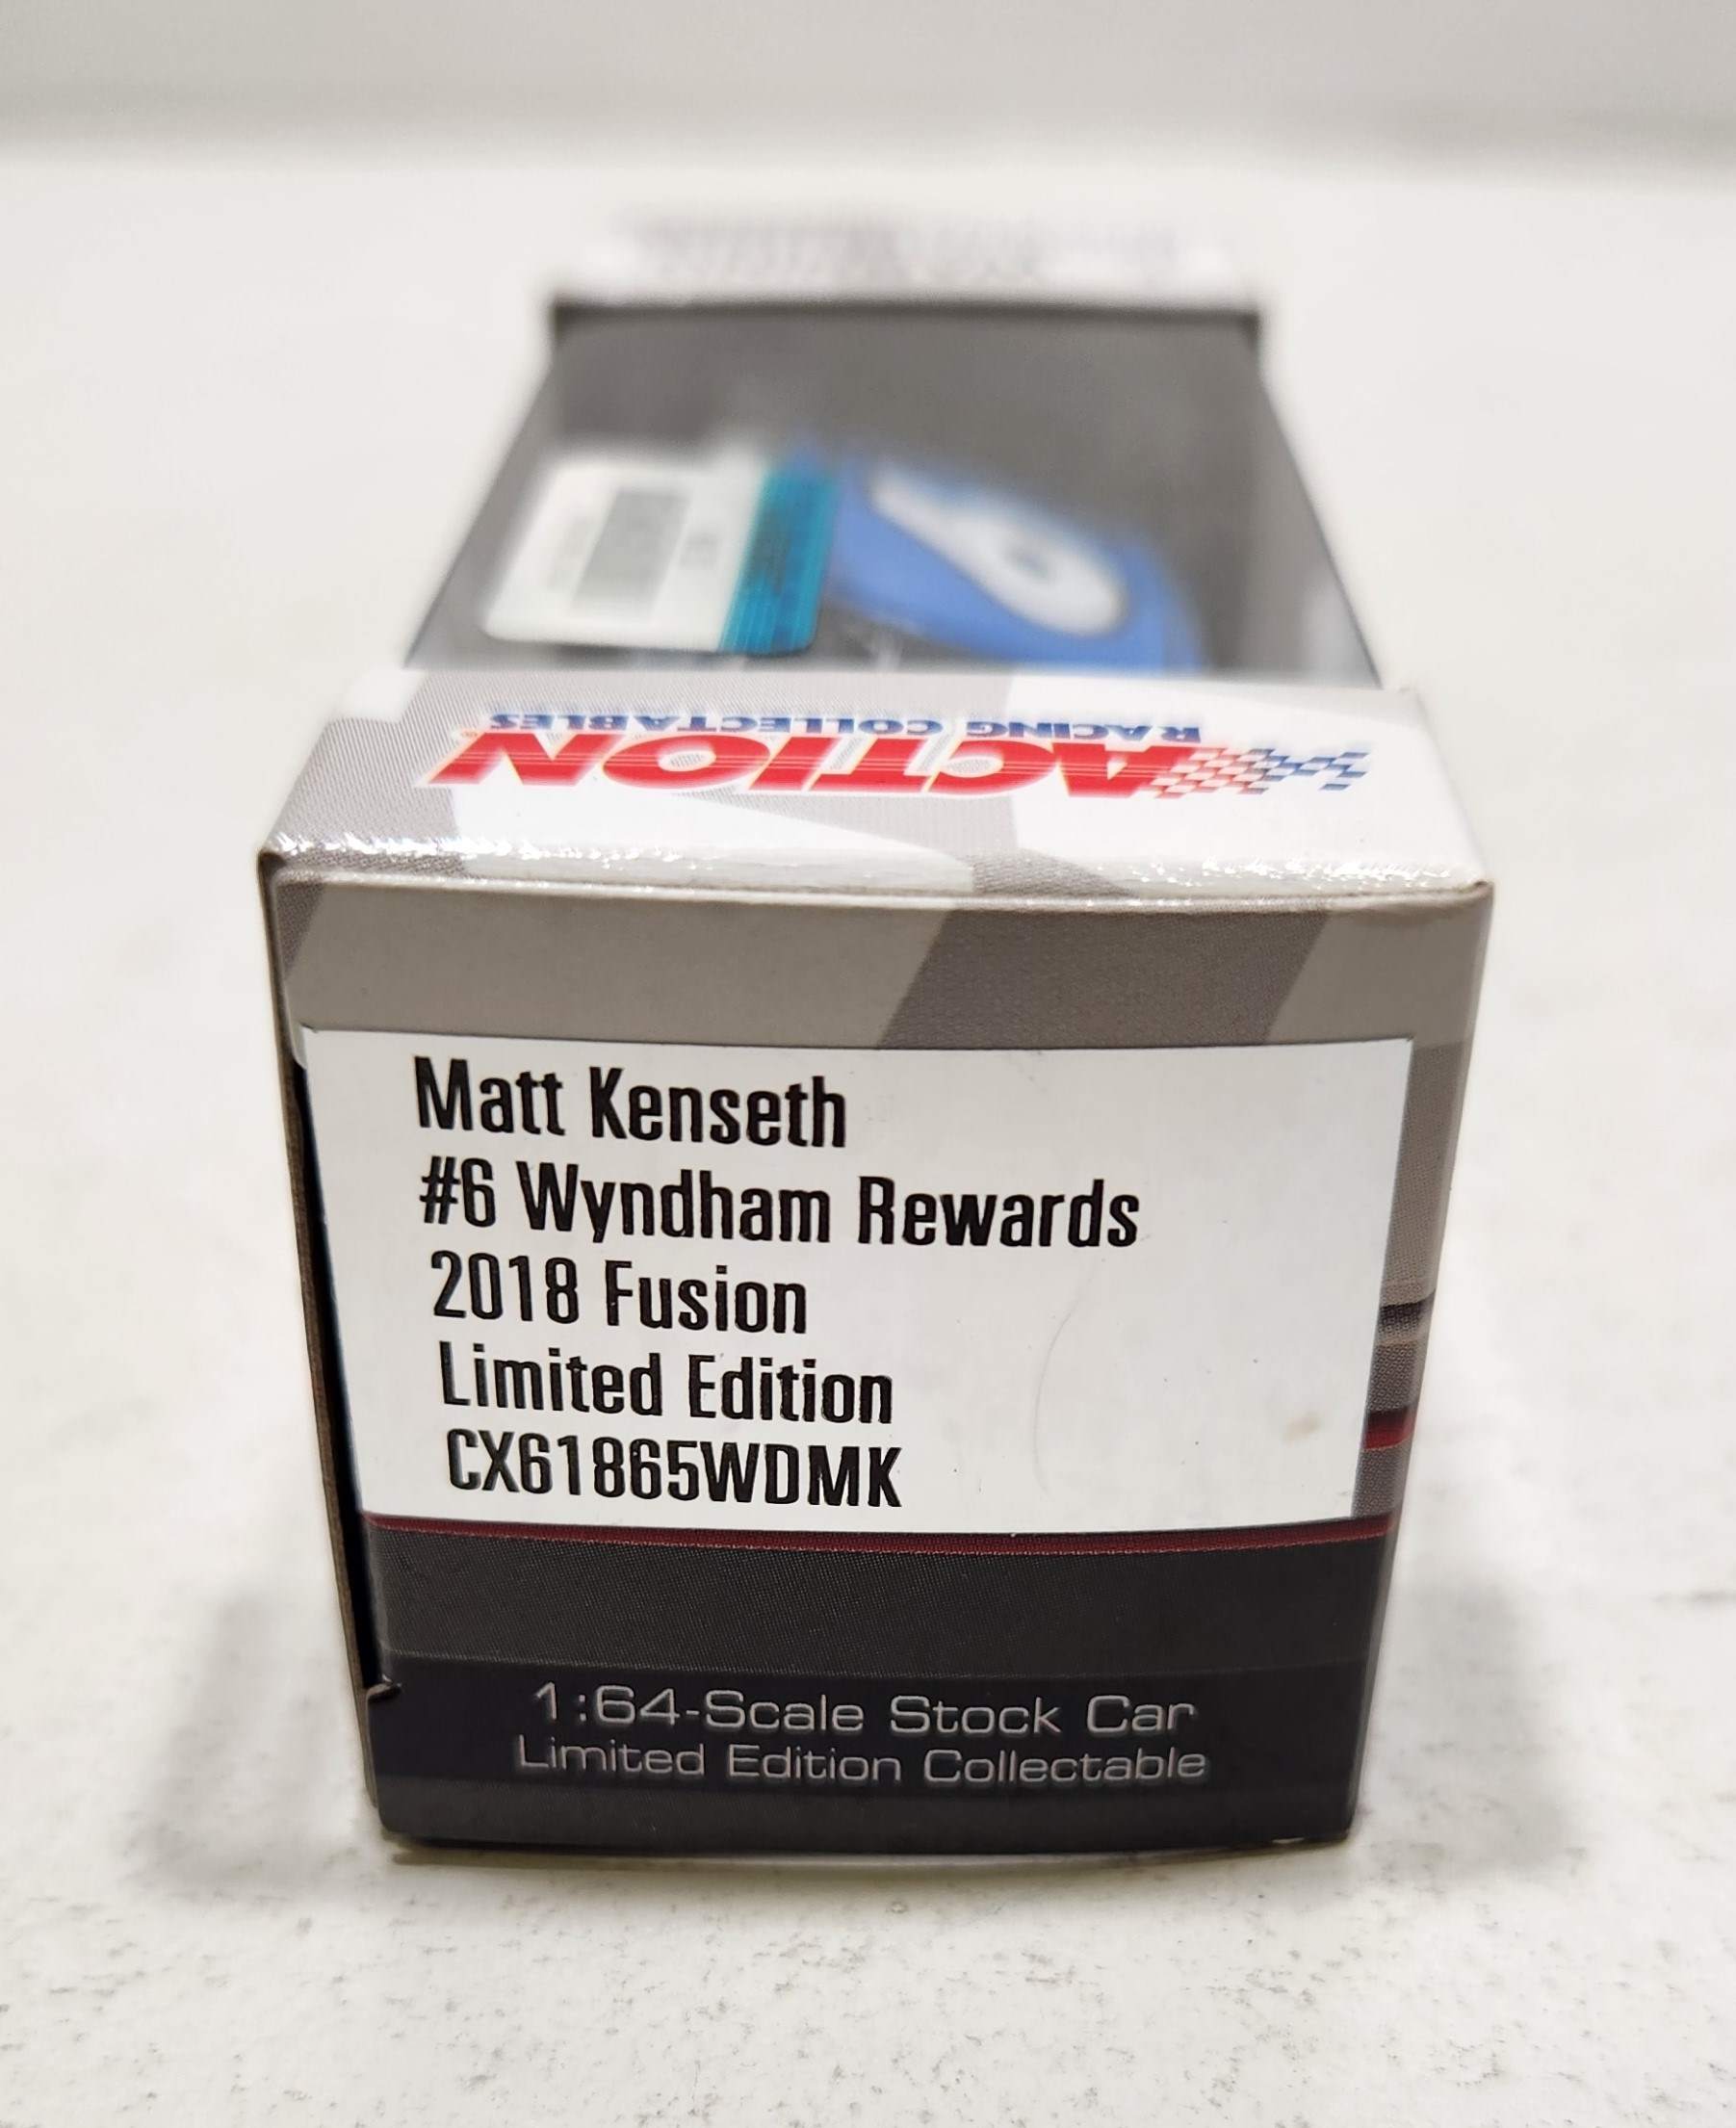 ACTION
RACING COLLECTABLES
Matt Kenseth
#6 Wyndham Rewards
2018 Fusion
Limited Edition
CX61865WDMK
1:64-Scale Stock Car
Limited Edition Collectable